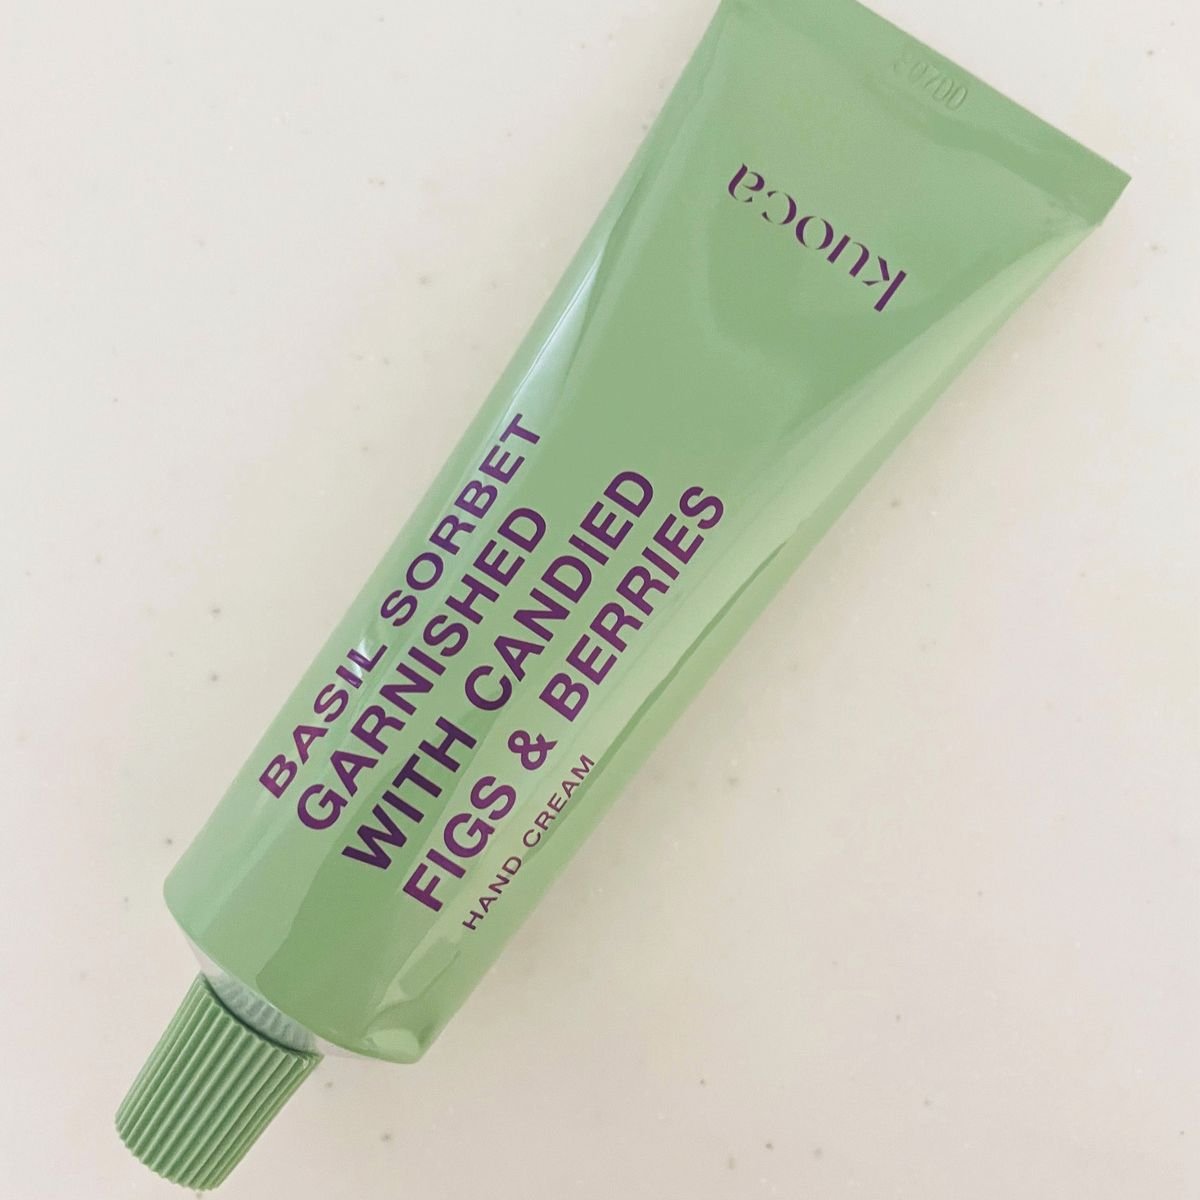 kuoca
BASIL SORBET
GARNISHED
WITH CANDIED
FIGS & BERRIES
HAND CREAM